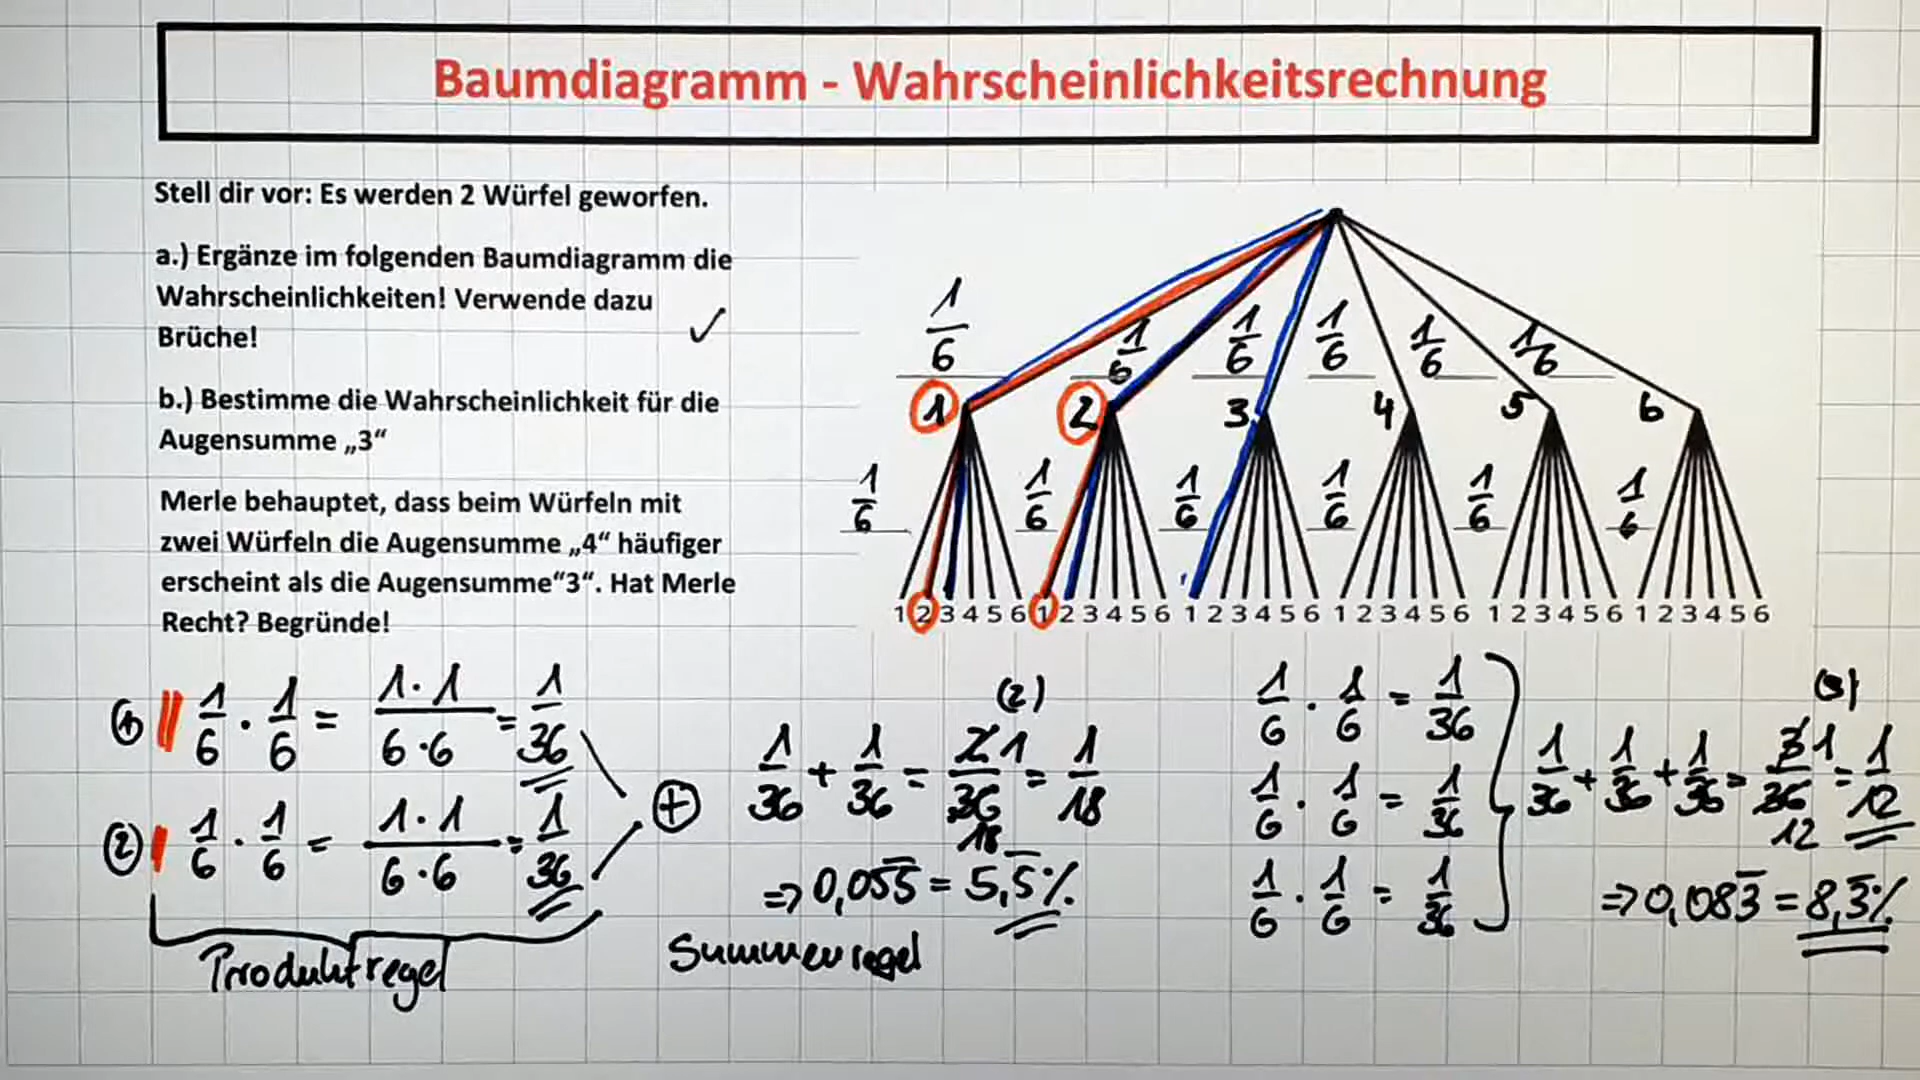 Baumdiagramm - Wahrscheinlichkeitsrechnung
Stell dir vor: Es werden 2 Würfel geworfen.
a.) Ergänze im folgenden Baumdiagramm die
Wahrscheinlichkeiten! Verwende dazu
Brüche! ✓
b.) Bestimme die Wahrscheinlichkeit für die
Augensumme „3“
Merle behauptet, dass beim Würfeln mit
zwei Würfeln die Augensumme „4“ häufiger
erscheint als die Augensumme“3“. Hat Merle
Recht? Begründe!
1/6 1/6 1/6 1/6 1/6 1/6
1 2 3 4 5 6
1/6 1/6 1/6 1/6 1/6 1/6
1 2 3 4 5 6 1 2 3 4 5 6 1 2 3 4 5 6 1 2 3 4 5 6 1 2 3 4 5 6 1 2 3 4 5 6
① 1/6 · 1/6 = 1·1/6·6 = 1/36
② 1/6 · 1/6 = 1·1/6·6 = 1/36
Produktregel
⊕
(2)
1/36 + 1/36 = 2/36 1 18 = 1/18
⇒ 0,055 = 5,5%
Summenregel
1/6 · 1/6 = 1/36
1/6 · 1/6 = 1/36
1/6 · 1/6 = 1/36
(3)
1/36 + 1/36 + 1/36 = 3/36 1 12 = 1/12
⇒ 0,083 = 8,3%